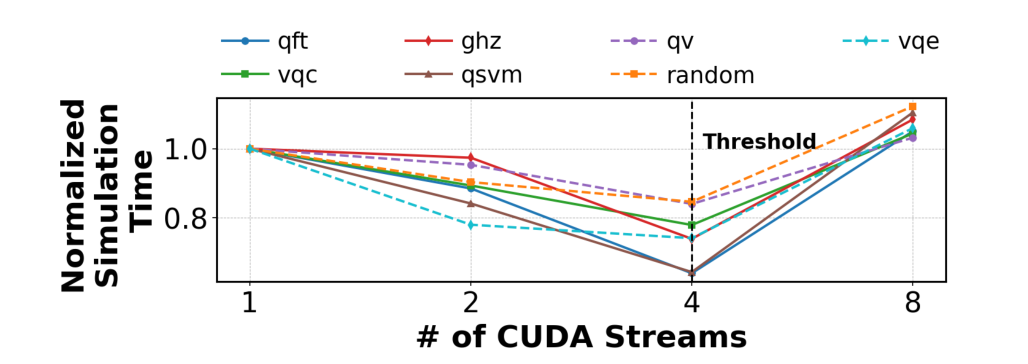 qft ghz qv vqe
vqc qsvm random
Normalized
Simulation
Time
1.0
0.8
Threshold
1 2 4 8
# of CUDA Streams